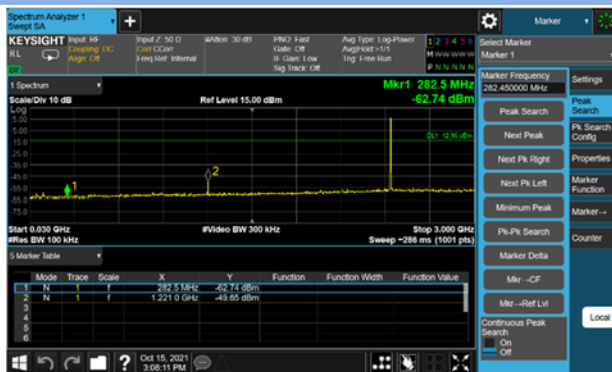 Spectrum Analyzer 1
Swept SA
Marker
KEYSIGHT
Input: RF
Coupling: DC
Align: Off
Input Z: 50 Ω
Corr CCorr
Freq Ref: Internal
#Atten: 30 dB
PNO: Fast
Gate: Off
IF Gain: Low
Sig Track: Off
Avg Type: Log-Power
Avg|Hold:>1/1
Trig: Free Run
1 2 3 4 5 6
M W W W W W
P N N N N N
Select Marker
Marker 1
1 Spectrum
Scale/Div 10 dB
Ref Level 15.00 dBm
Mkr1 282.5 MHz
-62.74 dBm
Log
5.00
-5.00
-15.0
-25.0
-35.0
-45.0
-55.0
-65.0
-75.0
1
2
Start 0.030 GHz
#Res BW 100 kHz
#Video BW 300 kHz
Stop 3.000 GHz
Sweep ~286 ms (1001 pts)
5 Marker Table
Mode Trace Scale X Y Function Function Width Function Value
1 N 1 f 282.5 MHz -62.74 dBm
2 N 1 f 1.221 0 GHz -49.65 dBm
3
4
5
6
Marker Frequency
282.450000 MHz
Peak Search
Next Peak
Next Pk Right
Next Pk Left
Minimum Peak
Pk-Pk Search
Marker Delta
Mkr→CF
Mkr→Ref Lvl
Continuous Peak
Search
On
Off
Settings
Peak
Search
Pk Search
Config
Properties
Marker
Function
Marker→
Counter
Local
Oct 15, 2021
3:08:11 PM